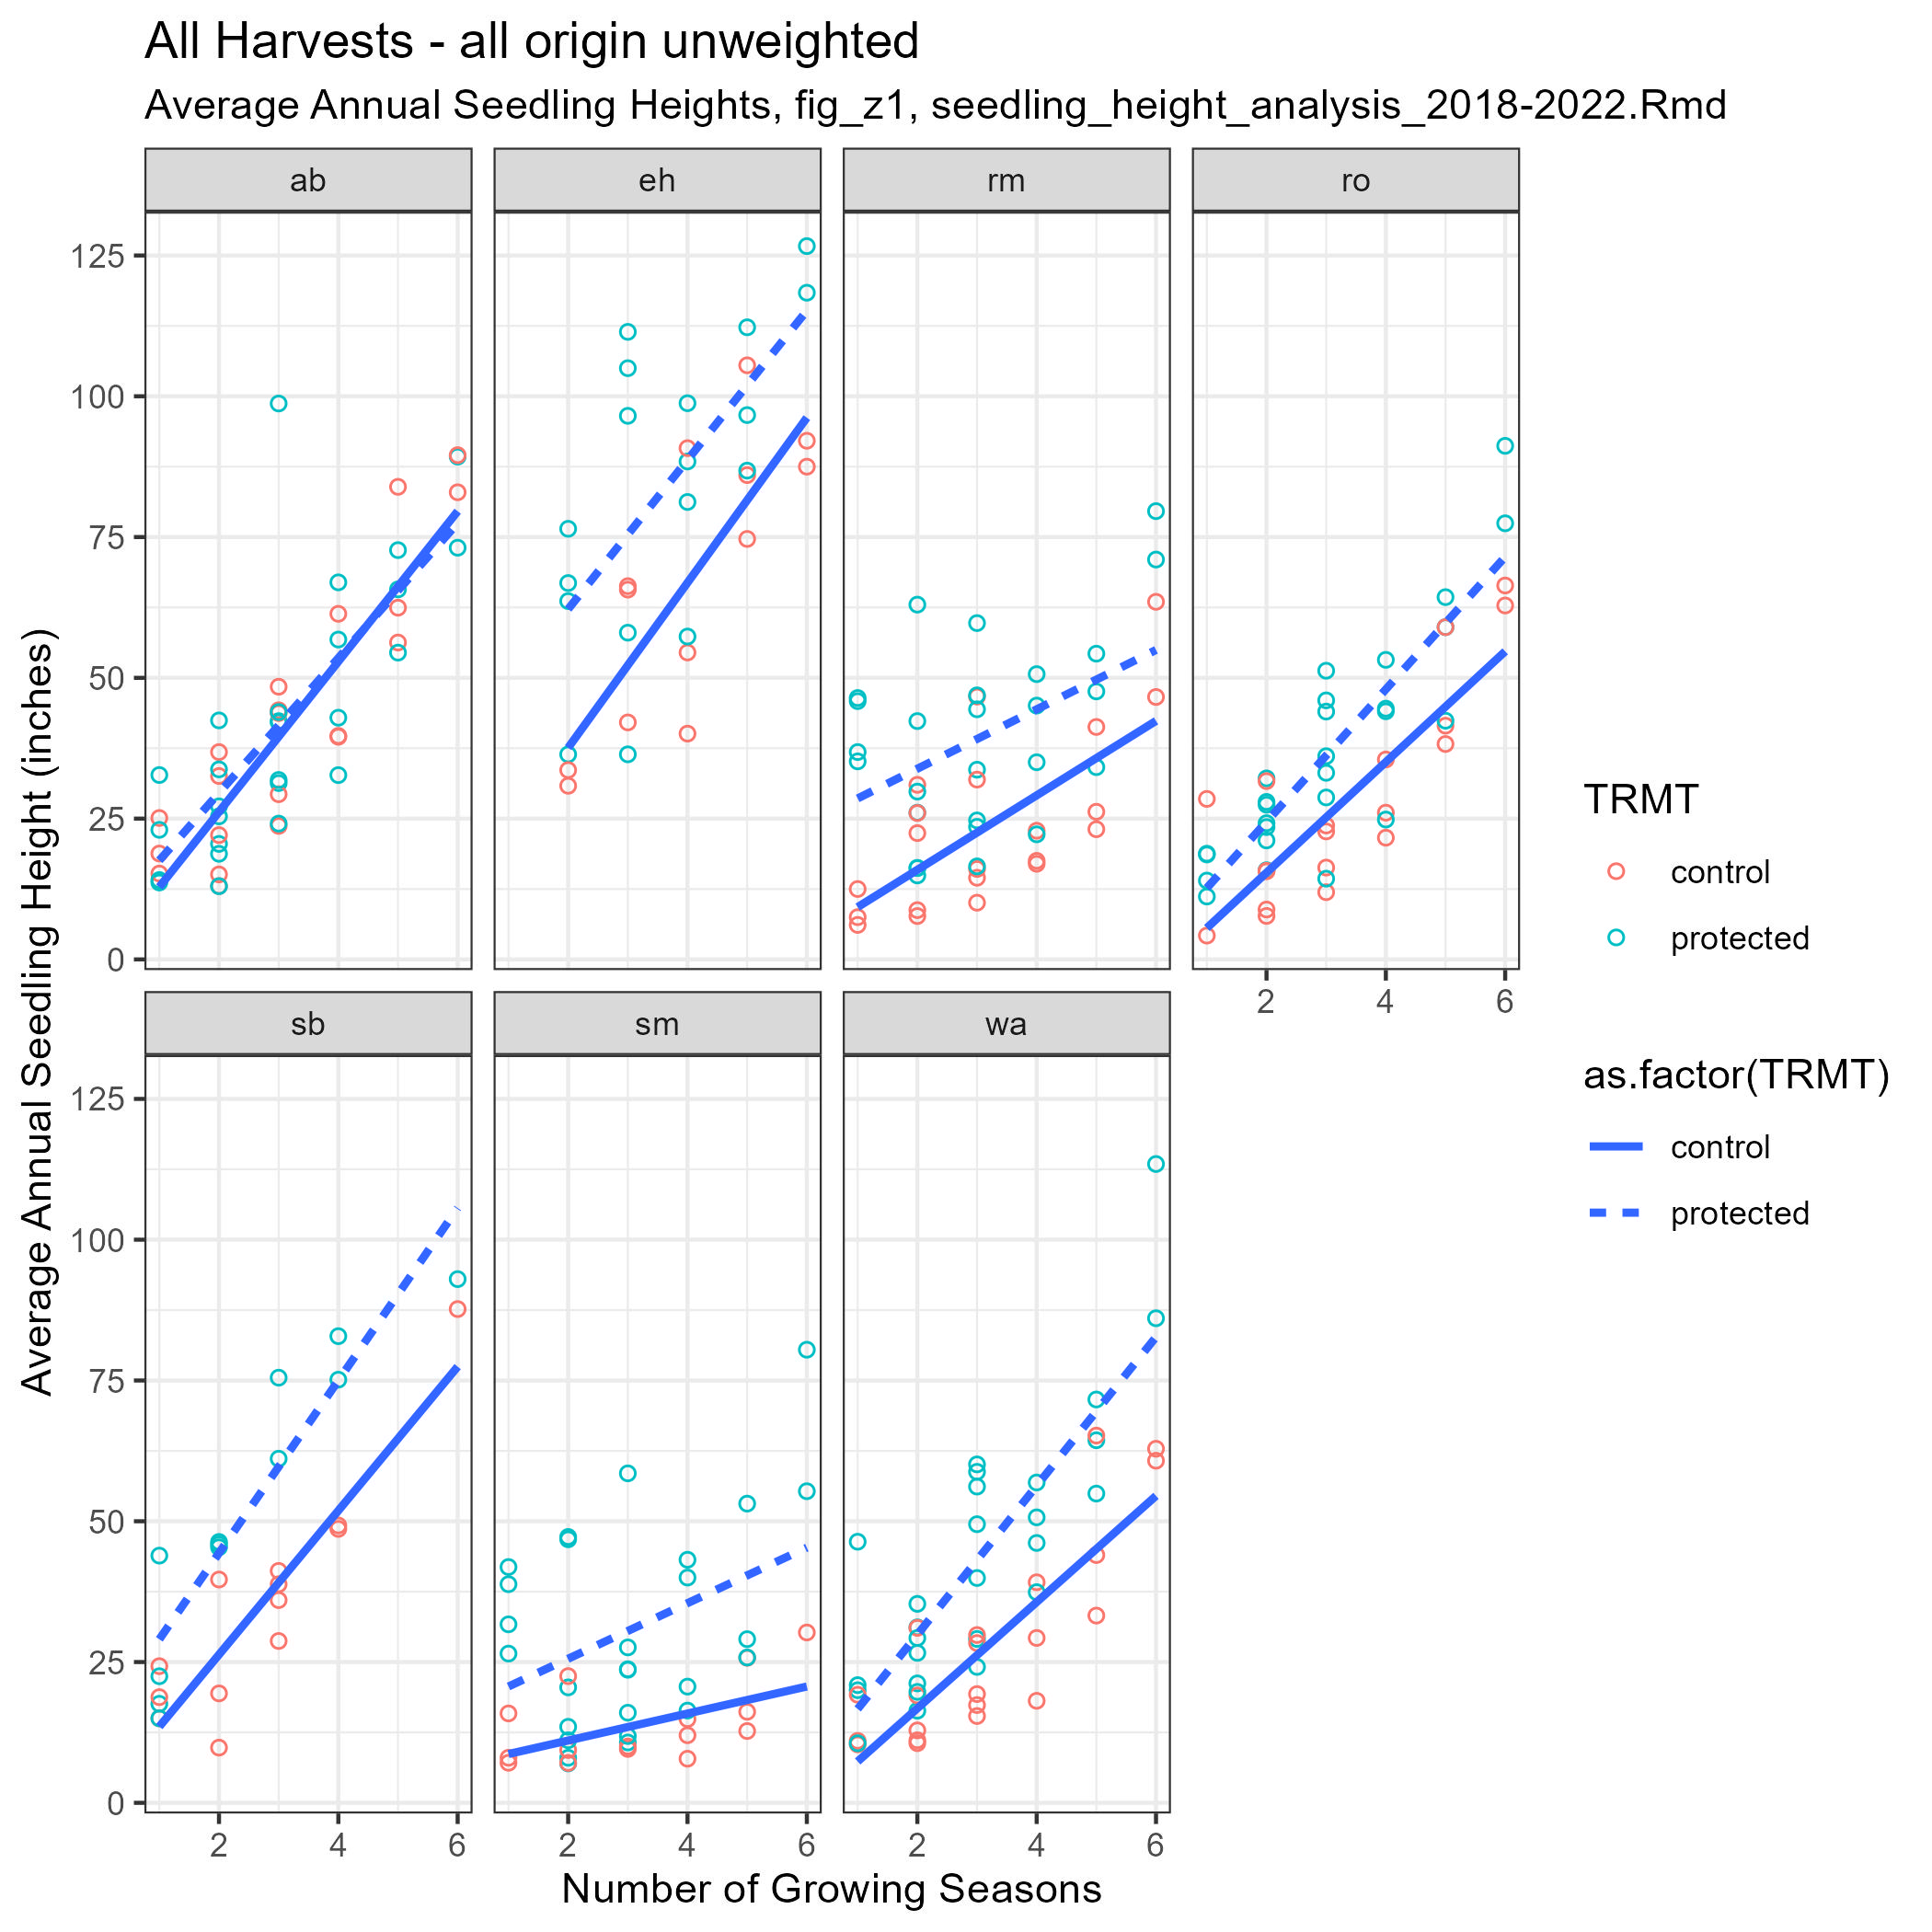 All Harvests - all origin unweighted
Average Annual Seedling Heights, fig_z1, seedling_height_analysis_2018-2022.Rmd
ab
eh
rm
ro
125
100
75
50
25
0
2
4
6
sb
sm
wa
125
100
75
50
25
0
2
4
6
2
4
6
2
4
6
Average Annual Seedling Height (inches)
Number of Growing Seasons
TRMT
control
protected
as.factor(TRMT)
control
protected